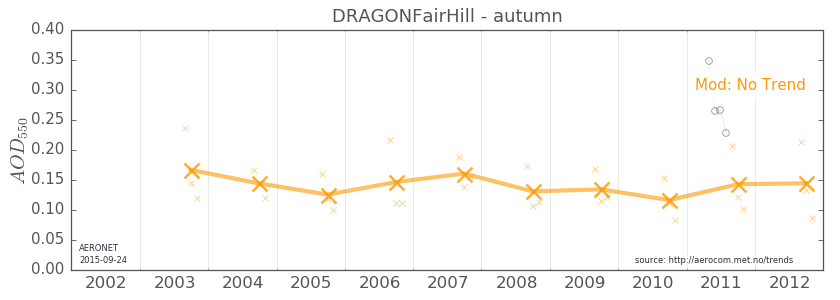 DRAGONFairHill - autumn
0.40
0.35
0.30
0.25
0.20
0.15
0.10
0.05
0.00
AOD550
Mod: No Trend
AERONET
2015-09-24
source: http://aerocom.met.no/trends
2002 2003 2004 2005 2006 2007 2008 2009 2010 2011 2012